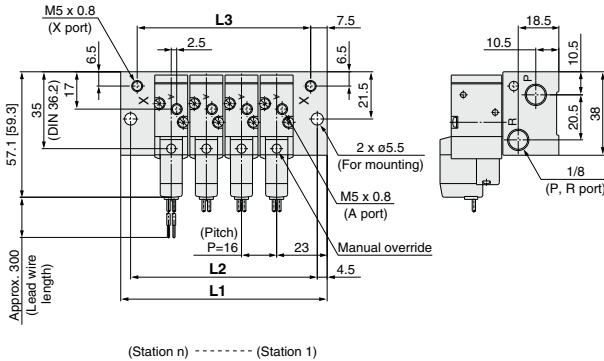 M5 x 0.8
(X port)
L3
7.5
6.5
2.5
6.5
57.1 [59.3]
35
(DIN 36.2)
17
X
A
A
A
A
X
21.5
2 x ø5.5
(For mounting)
M5 x 0.8
(A port)
Manual override
(Pitch)
P=16
23
Approx. 300
(Lead wire
length)
L2
4.5
L1
(Station n) -------- (Station 1)
18.5
10.5
10.5
P
R
20.5
38
1/8
(P, R port)